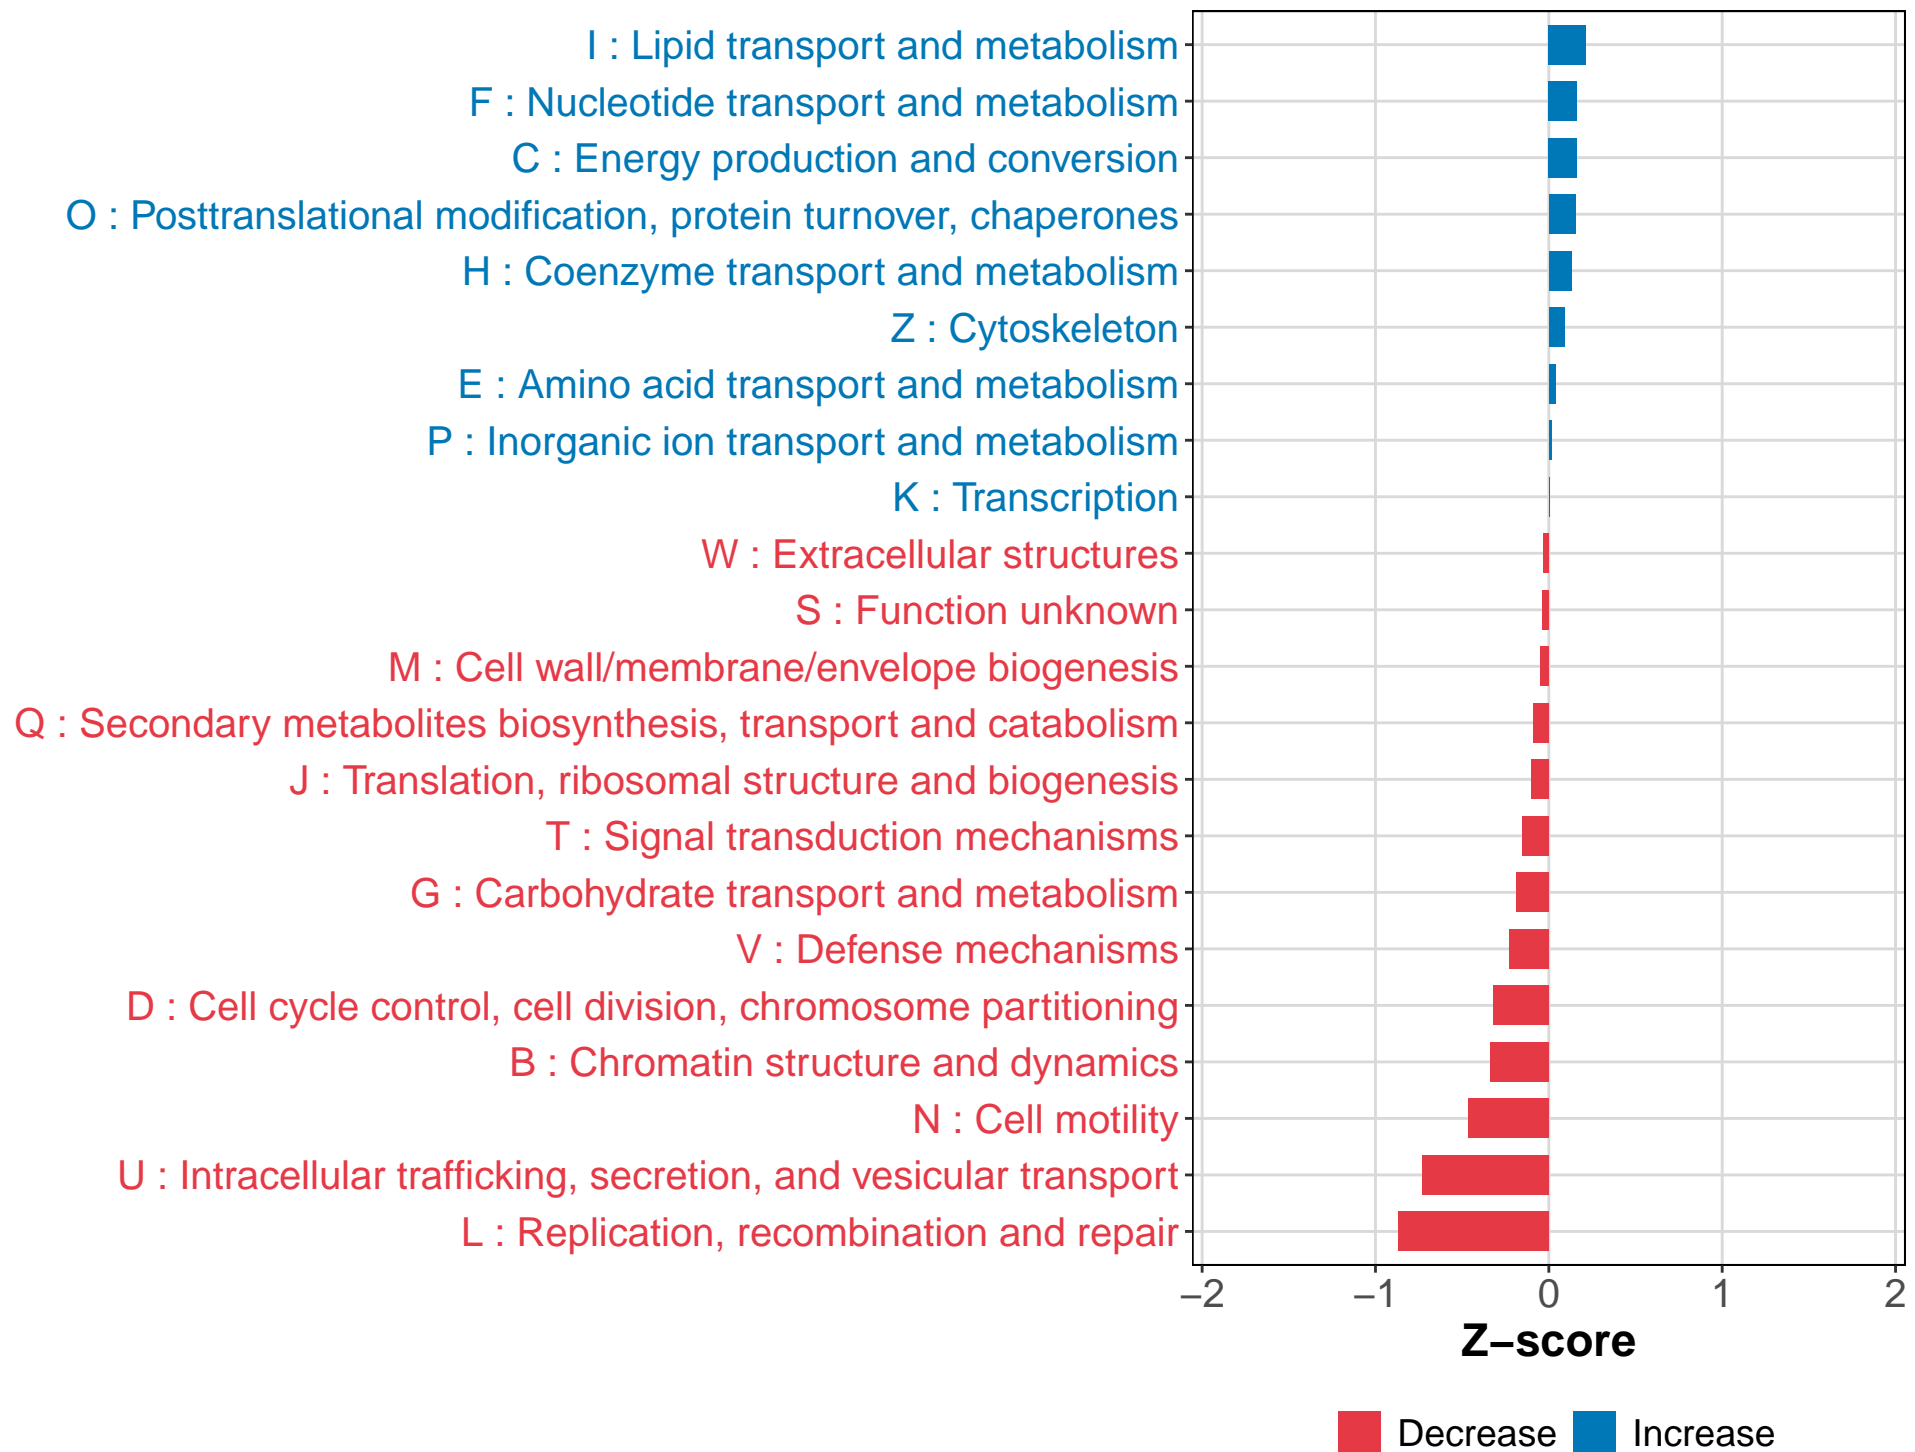 I : Lipid transport and metabolism
F : Nucleotide transport and metabolism
C : Energy production and conversion
O : Posttranslational modification, protein turnover, chaperones
H : Coenzyme transport and metabolism
Z : Cytoskeleton
E : Amino acid transport and metabolism
P : Inorganic ion transport and metabolism
K : Transcription
W : Extracellular structures
S : Function unknown
M : Cell wall/membrane/envelope biogenesis
Q : Secondary metabolites biosynthesis, transport and catabolism
J : Translation, ribosomal structure and biogenesis
T : Signal transduction mechanisms
G : Carbohydrate transport and metabolism
V : Defense mechanisms
D : Cell cycle control, cell division, chromosome partitioning
B : Chromatin structure and dynamics
N : Cell motility
U : Intracellular trafficking, secretion, and vesicular transport
L : Replication, recombination and repair
−2 −1 0 1 2
Z−score
Decrease Increase